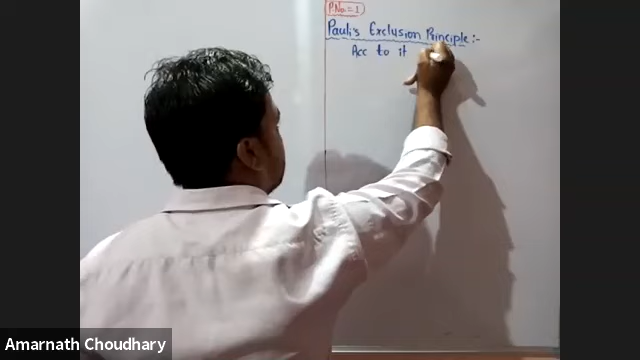 P.No.=1
Pauli's Exclusion Principle:-
Acc to it
Amarnath Choudhary